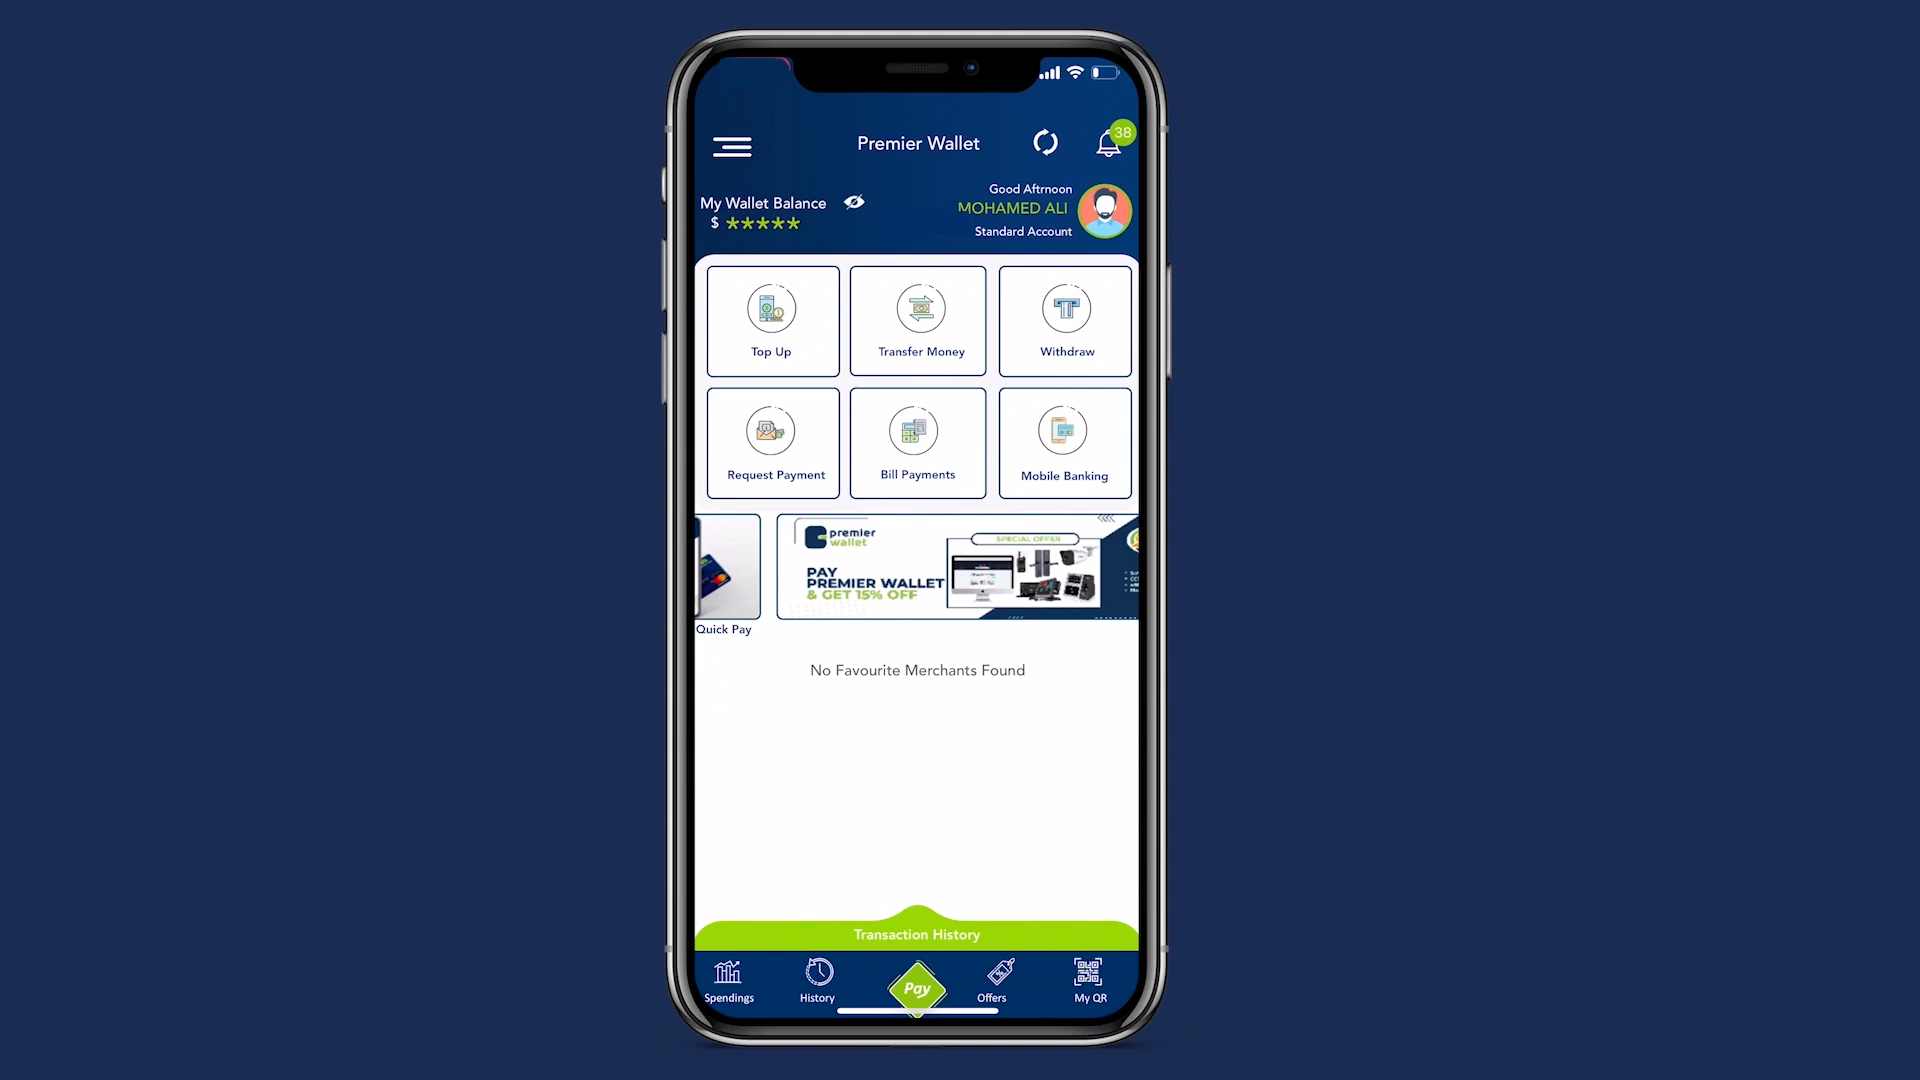 Premier Wallet
38
My Wallet Balance
$ *****
Good Aftrnoon
MOHAMED ALI
Standard Account
Top Up
Transfer Money
Withdraw
Request Payment
Bill Payments
Mobile Banking
premier
wallet
SPECIAL OFFER
PAY
PREMIER WALLET
& GET 15% OFF
Quick Pay
No Favourite Merchants Found
Transaction History
Spendings
History
Pay
Offers
My QR